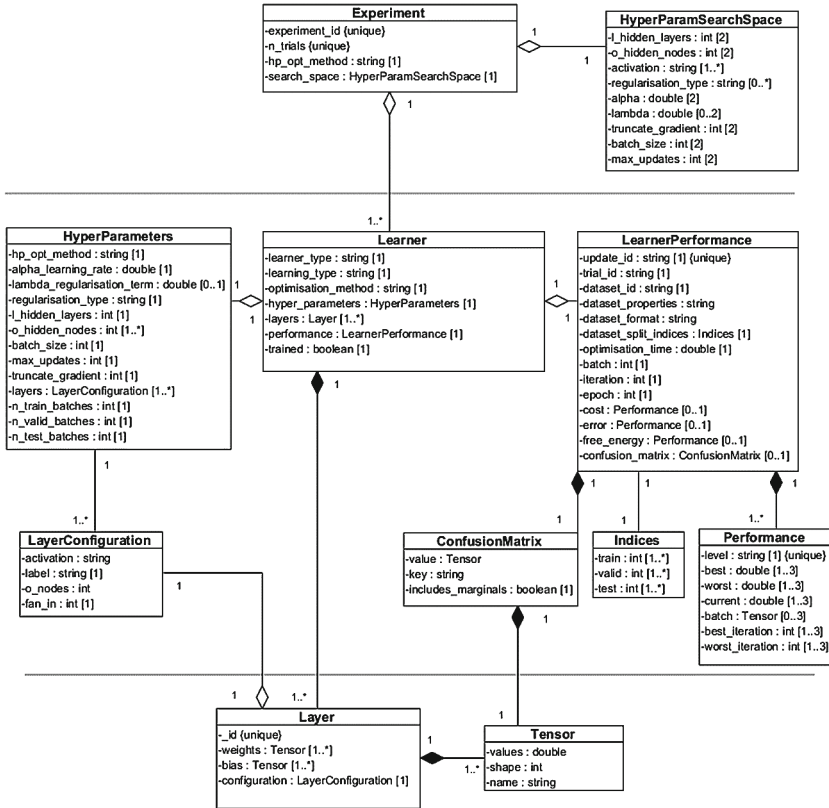 Experiment
-experiment_id {unique}
-n_trials {unique}
-hp_opt_method : string [1]
-search_space : HyperParamSearchSpace [1]
1
1
1
HyperParamSearchSpace
-l_hidden_layers : int [2]
-o_hidden_nodes : int [2]
-activation : string [1..*]
-regularisation_type : string [0..*]
-alpha : double [2]
-lambda : double [0..2]
-truncate_gradient : int [2]
-batch_size : int [2]
-max_updates : int [2]
1..*
HyperParameters
-hp_opt_method : string [1]
-alpha_learning_rate : double [1]
-lambda_regularisation_term : double [0..1]
-regularisation_type : string [1]
-l_hidden_layers : int [1]
-o_hidden_nodes : int [1..*]
-batch_size : int [1]
-max_updates : int [1]
-truncate_gradient : int [1]
-layers : LayerConfiguration [1..*]
-n_train_batches : int [1]
-n_valid_batches : int [1]
-n_test_batches : int [1]
1
1
Learner
-learner_type : string [1]
-learning_type : string [1]
-optimisation_method : string [1]
-hyper_parameters : HyperParameters [1]
-layers : Layer [1..*]
-performance : LearnerPerformance [1]
-trained : boolean [1]
1
1
1
LearnerPerformance
-update_id : string [1] {unique}
-trial_id : string [1]
-dataset_id : string [1]
-dataset_properties : string
-dataset_format : string
-dataset_split_indices : Indices [1]
-optimisation_time : double [1]
-batch : int [1]
-iteration : int [1]
-epoch : int [1]
-cost : Performance [0..1]
-error : Performance [0..1]
-free_energy : Performance [0..1]
-confusion_matrix : ConfusionMatrix [0..1]
1
1
1
1
1..*
1
1
1..*
LayerConfiguration
-activation : string
-label : string [1]
-o_nodes : int
-fan_in : int [1]
1
ConfusionMatrix
-value : Tensor
-key : string
-includes_marginals : boolean [1]
1
Indices
-train : int [1..*]
-valid : int [1..*]
-test : int [1..*]
Performance
-level : string [1] {unique}
-best : double [1..3]
-worst : double [1..3]
-current : double [1..3]
-batch : Tensor [0..3]
-best_iteration : int [1..3]
-worst_iteration : int [1..3]
1
1..*
1
Layer
-_id {unique}
-weights : Tensor [1..*]
-bias : Tensor [1..*]
-configuration : LayerConfiguration [1]
1
1..*
Tensor
-values : double
-shape : int
-name : string